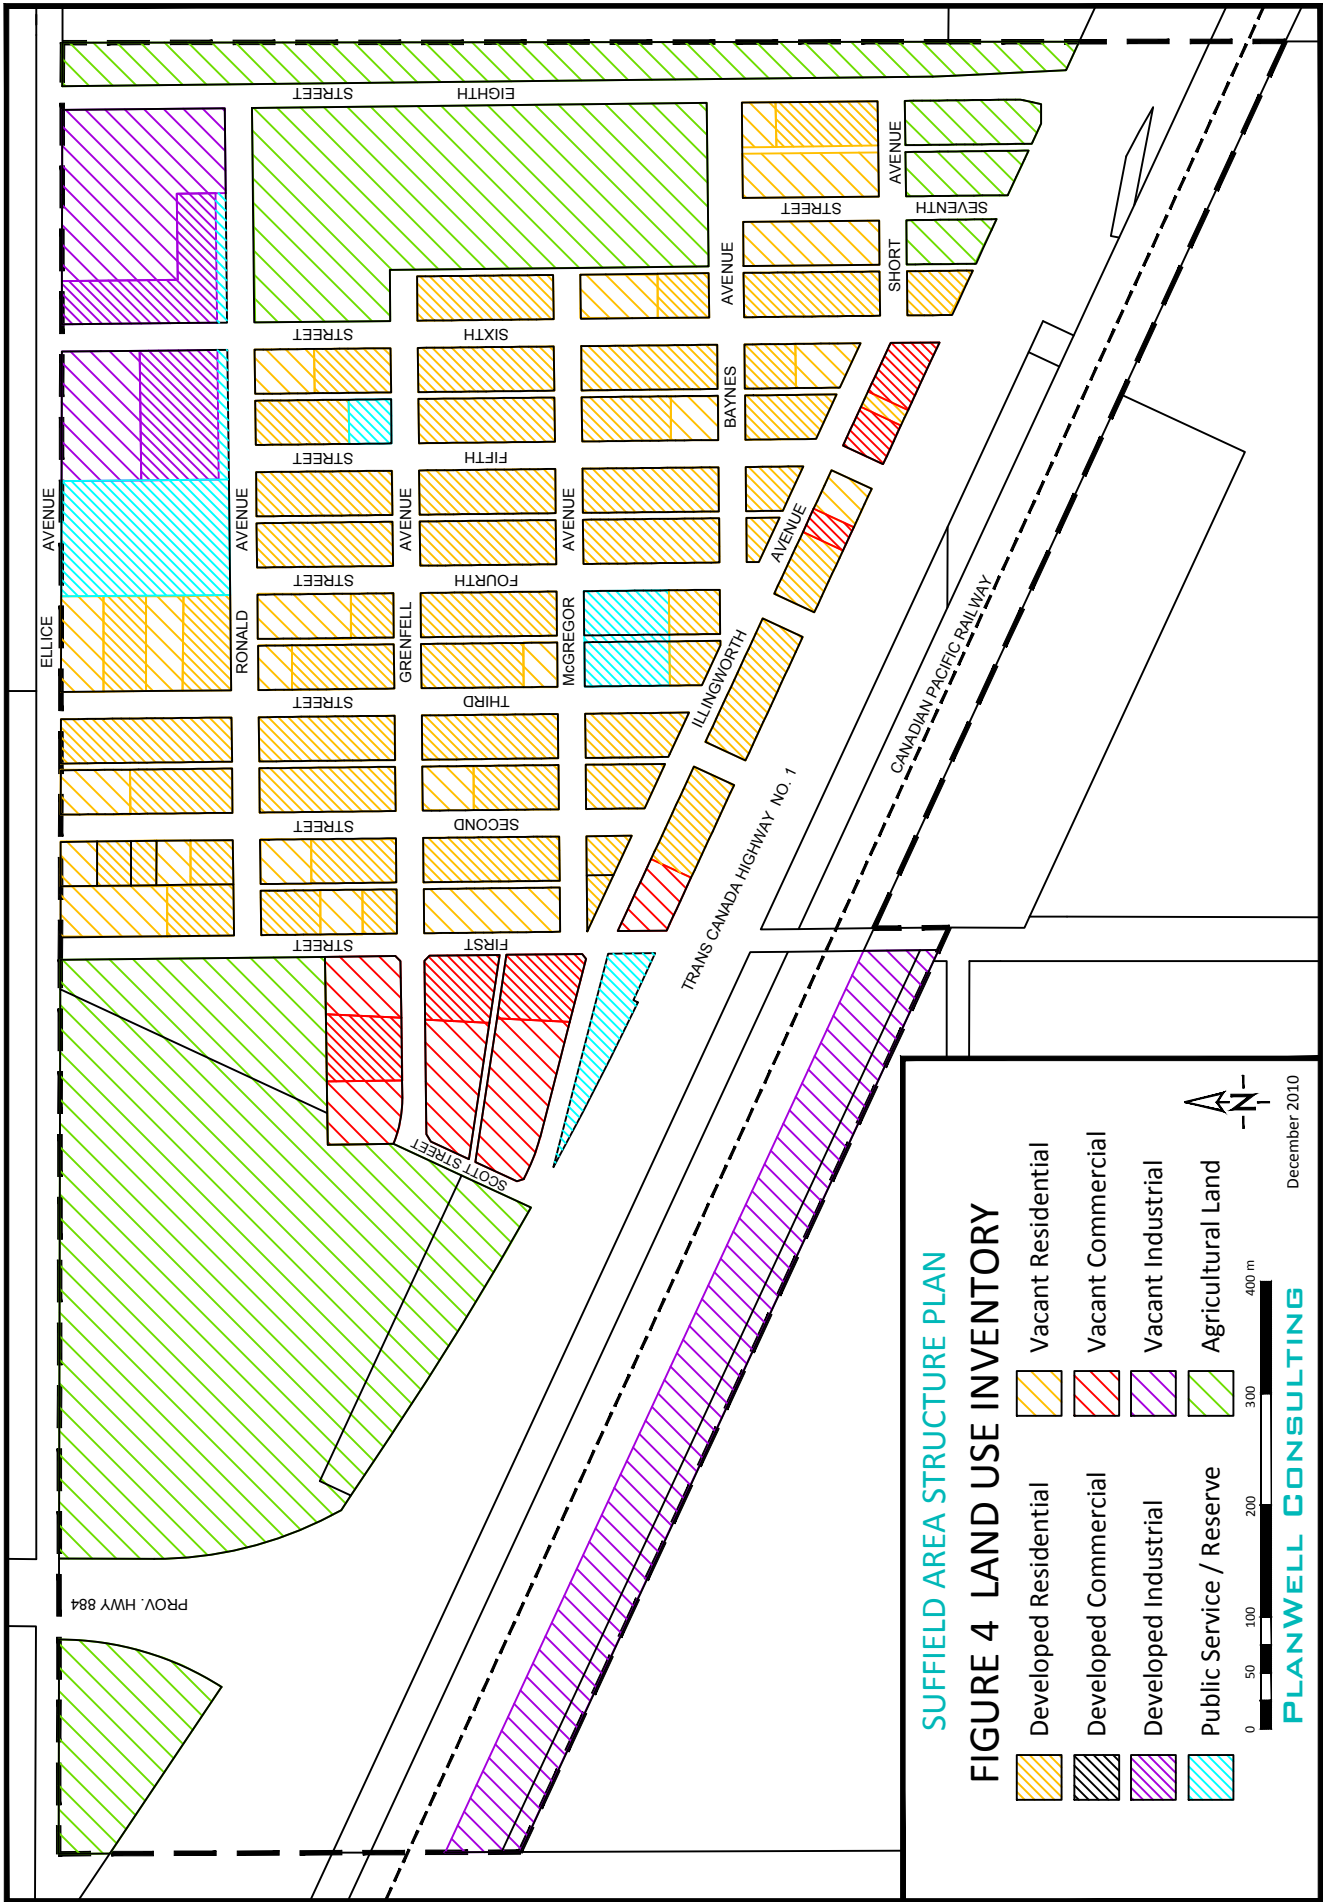 ELLICE AVENUE
RONALD AVENUE
GRENFELL AVENUE
McGREGOR AVENUE
BAYNES AVENUE
SHORT AVENUE
ILLINGWORTH AVENUE
FIRST STREET
SECOND STREET
THIRD STREET
FOURTH STREET
FIFTH STREET
SIXTH STREET
SEVENTH STREET
EIGHTH STREET
SCOTT STREET
PROV. HWY 884
TRANS CANADA HIGHWAY NO. 1
CANADIAN PACIFIC RAILWAY
SUFFIELD AREA STRUCTURE PLAN
FIGURE 4 LAND USE INVENTORY
Developed Residential
Vacant Residential
Developed Commercial
Vacant Commercial
Developed Industrial
Vacant Industrial
Public Service / Reserve
Agricultural Land
N
0 50 100 200 300 400 m
PLANWELL CONSULTING
December 2010